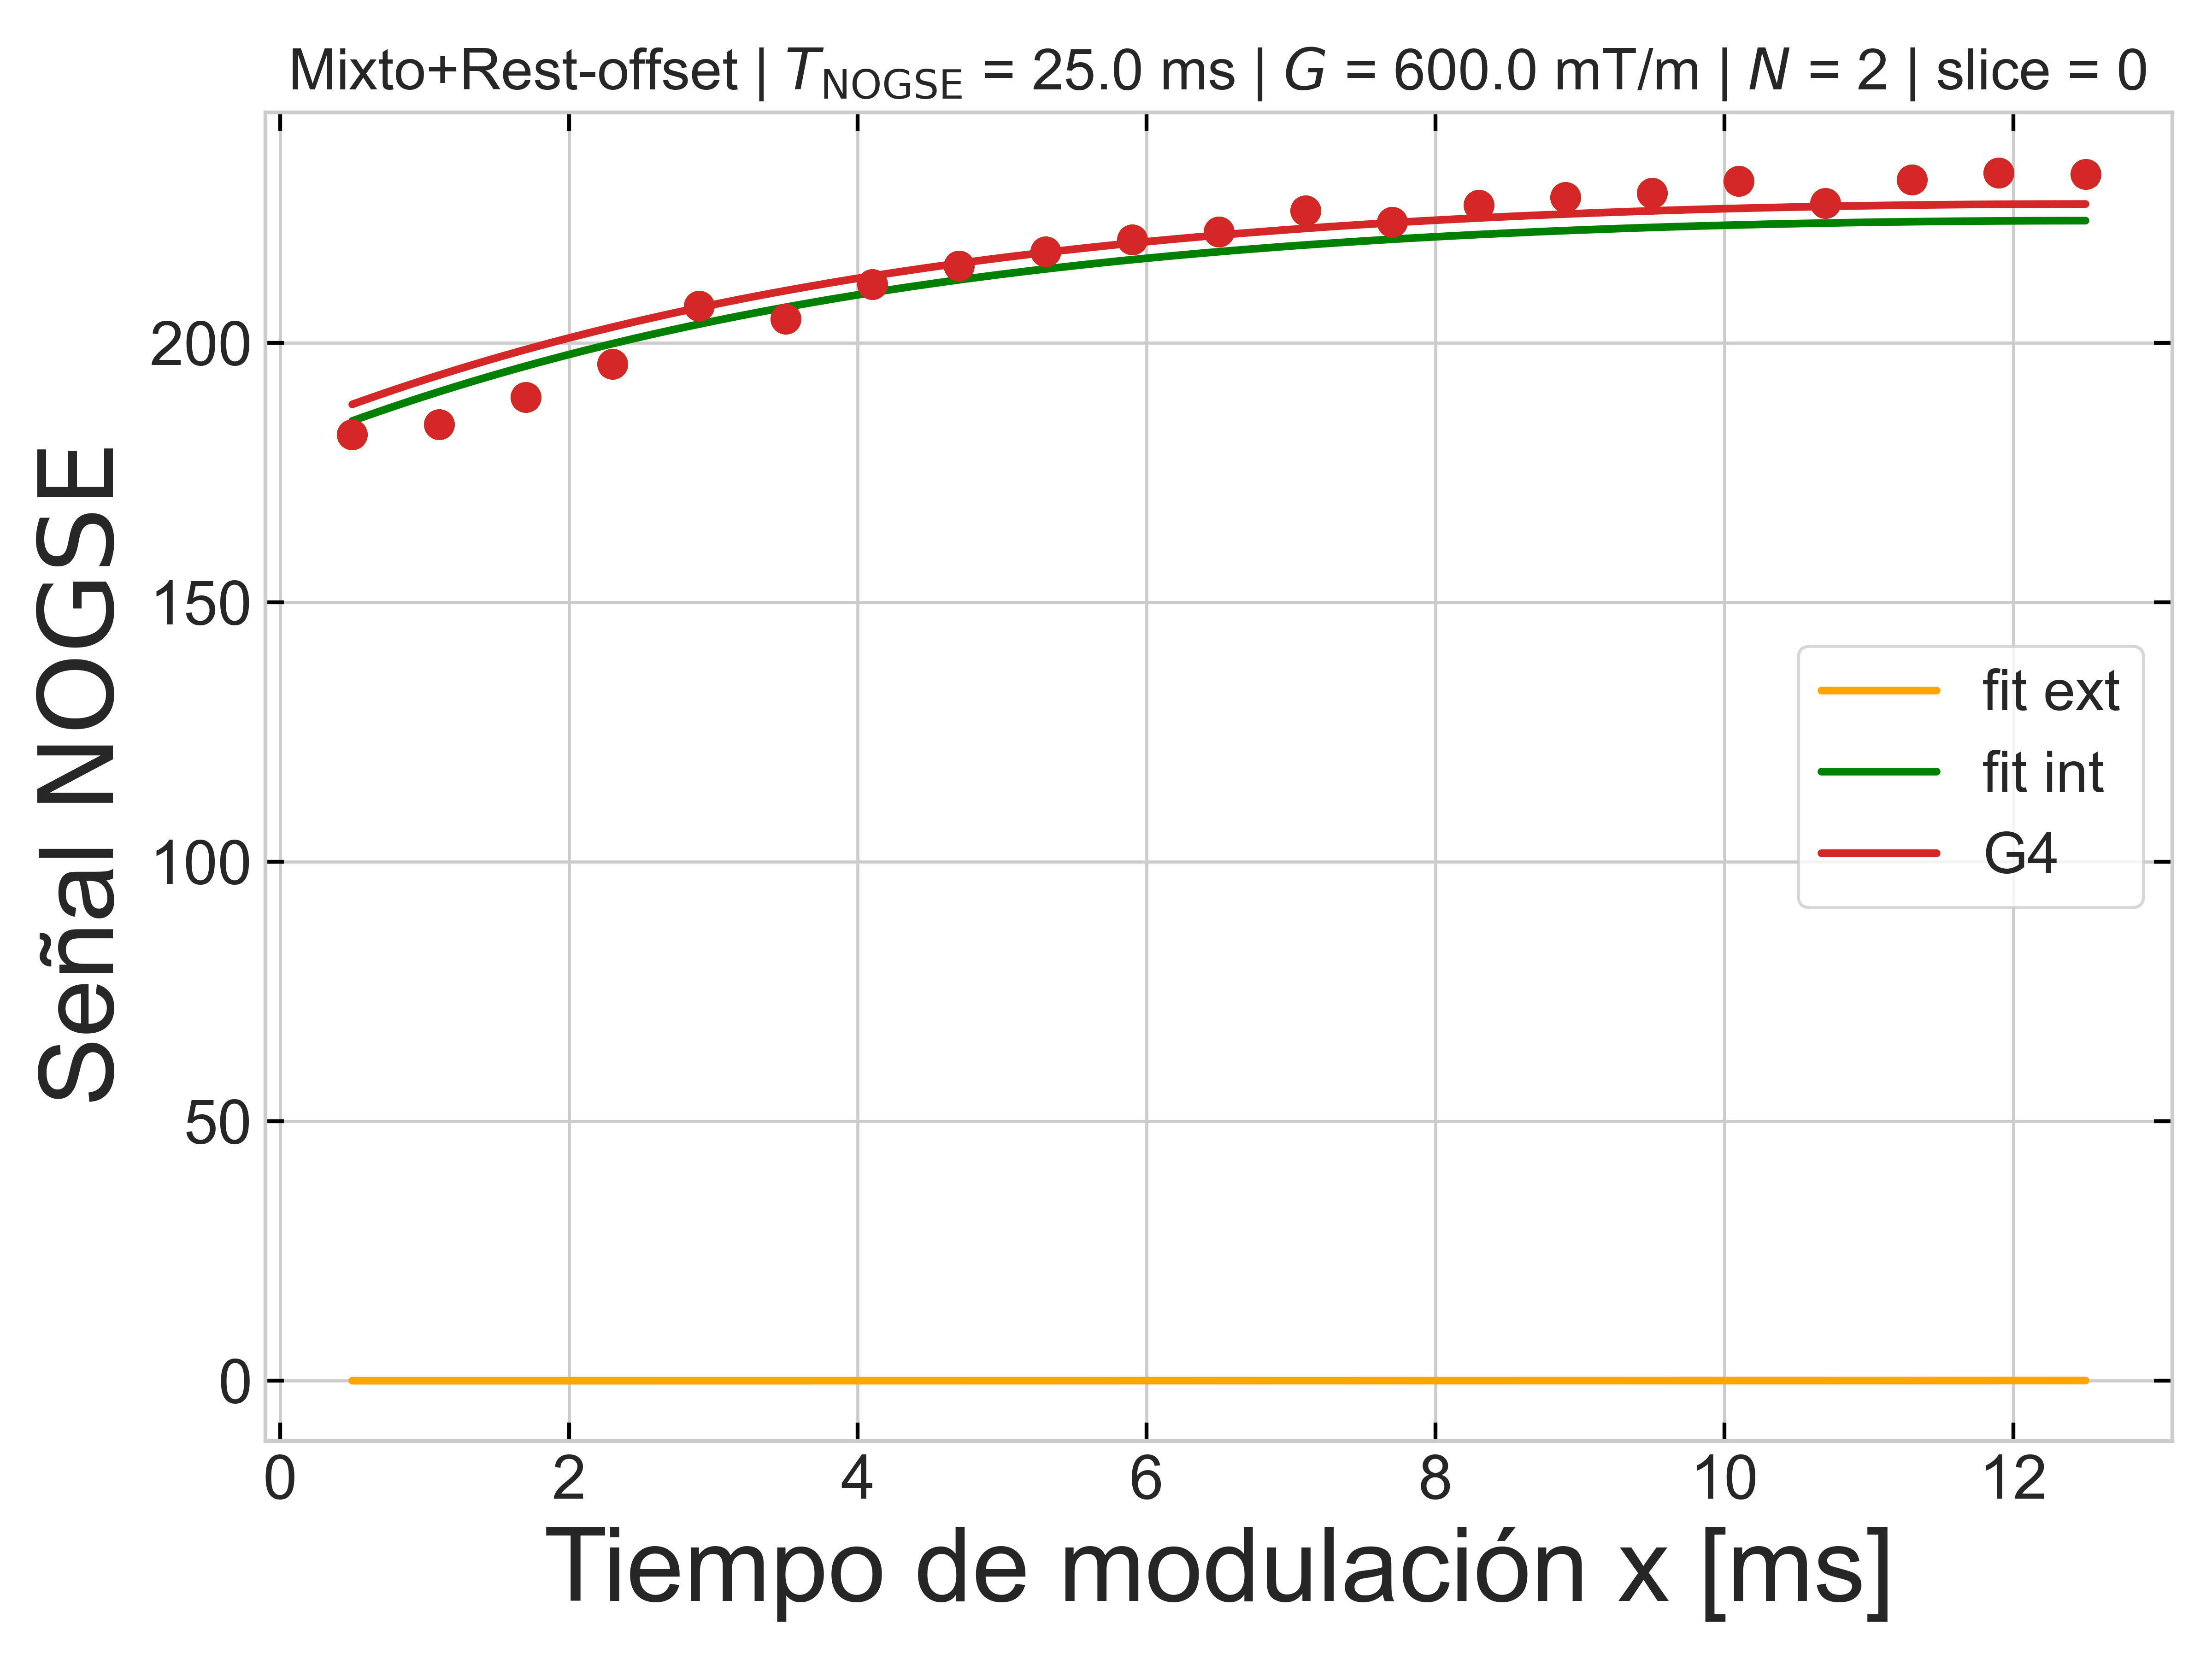 Mixto+Rest-offset | T_NOGSE = 25.0 ms | G = 600.0 mT/m | N = 2 | slice = 0
Señal NOGSE
200
150
100
50
0
fit ext
fit int
G4
0 2 4 6 8 10 12
Tiempo de modulación x [ms]